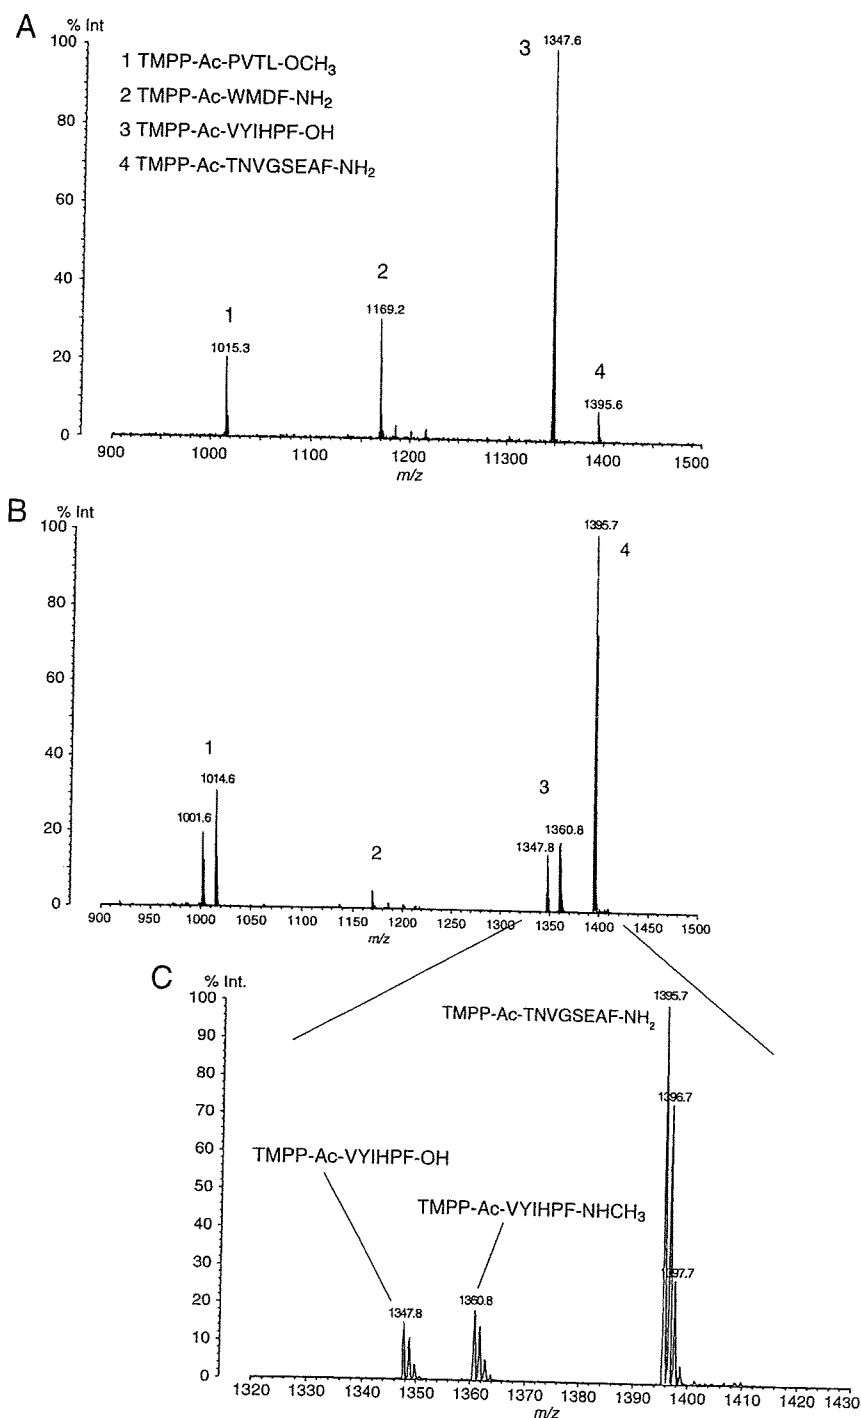 A
% Int
100
80
60
40
20
0
1 TMPP-Ac-PVTL-OCH3
2 TMPP-Ac-WMDF-NH2
3 TMPP-Ac-VYIHPF-OH
4 TMPP-Ac-TNVGSEAF-NH2
3
1347.6
2
1169.2
1
1015.3
4
1395.6
900 1000 1100 1200 11300 1400 1500
m/z
B
% Int
100
80
60
40
20
0
1395.7
4
1
1014.6
1001.6
2
3
1360.8
1347.8
900 950 1000 1050 1100 1150 1200 1250 1300 1350 1400 1450 1500
m/z
C
% Int.
100
90
80
70
60
50
40
30
20
10
0
1395.7
TMPP-Ac-TNVGSEAF-NH2
1396.7
TMPP-Ac-VYIHPF-OH
TMPP-Ac-VYIHPF-NHCH3
1397.7
1360.8
1347.8
1320 1330 1340 1350 1360 1370 1380 1390 1400 1410 1420 1430
m/z